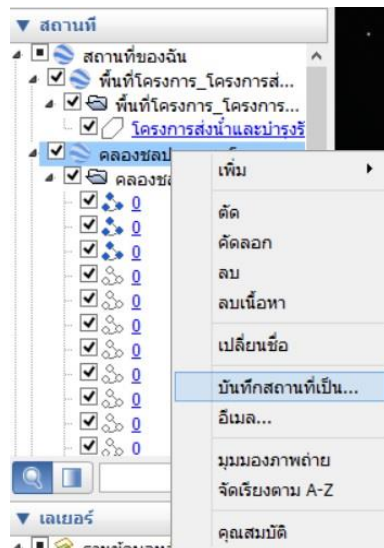 สถานที่
สถานที่ของฉัน
พื้นที่โครงการ_โครงการส่...
พื้นที่โครงการ_โครงการ...
โครงการส่งน้ำและบำรุงรั
คลองชลป
คลองช
0
0
0
0
0
0
0
0
0
0
0
เพิ่ม
ตัด
คัดลอก
ลบ
ลบเนื้อหา
เปลี่ยนชื่อ
บันทึกสถานที่เป็น...
อีเมล...
มุมมองภาพถ่าย
จัดเรียงตาม A-Z
คุณสมบัติ
เลเยอร์